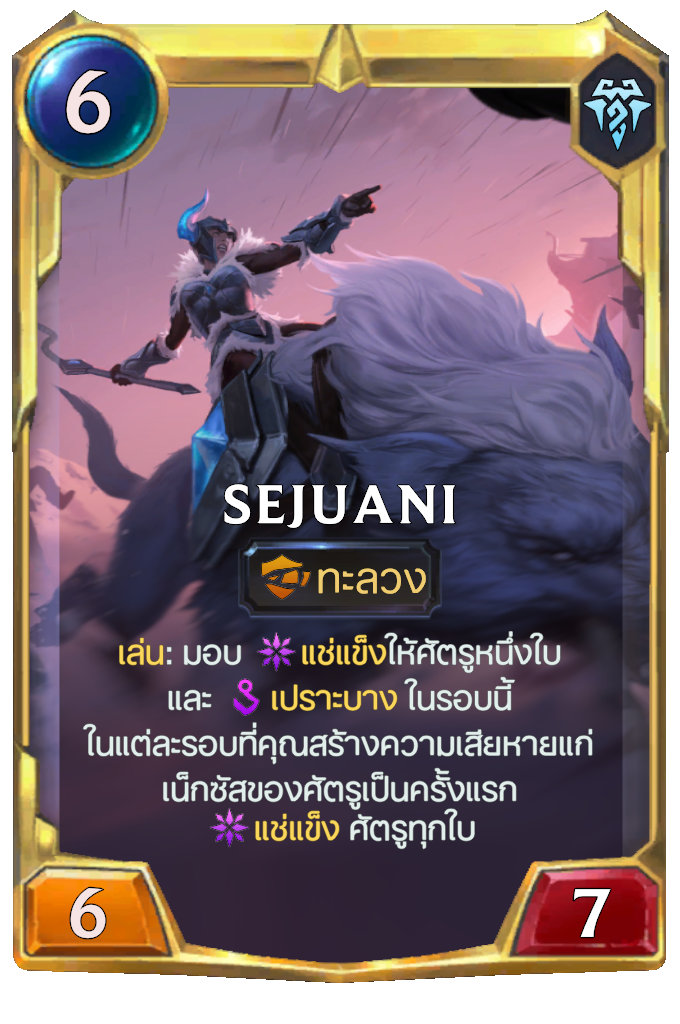 6
SEJUANI
ทะลวง
เล่น: มอบ แช่แข็งให้ศัตรูหนึ่งใบ
และ เปราะบาง ในรอบนี้
ในแต่ละรอบที่คุณสร้างความเสียหายแก่
เน็กซัสของศัตรูเป็นครั้งแรก
แช่แข็ง ศัตรูทุกใบ
6
7